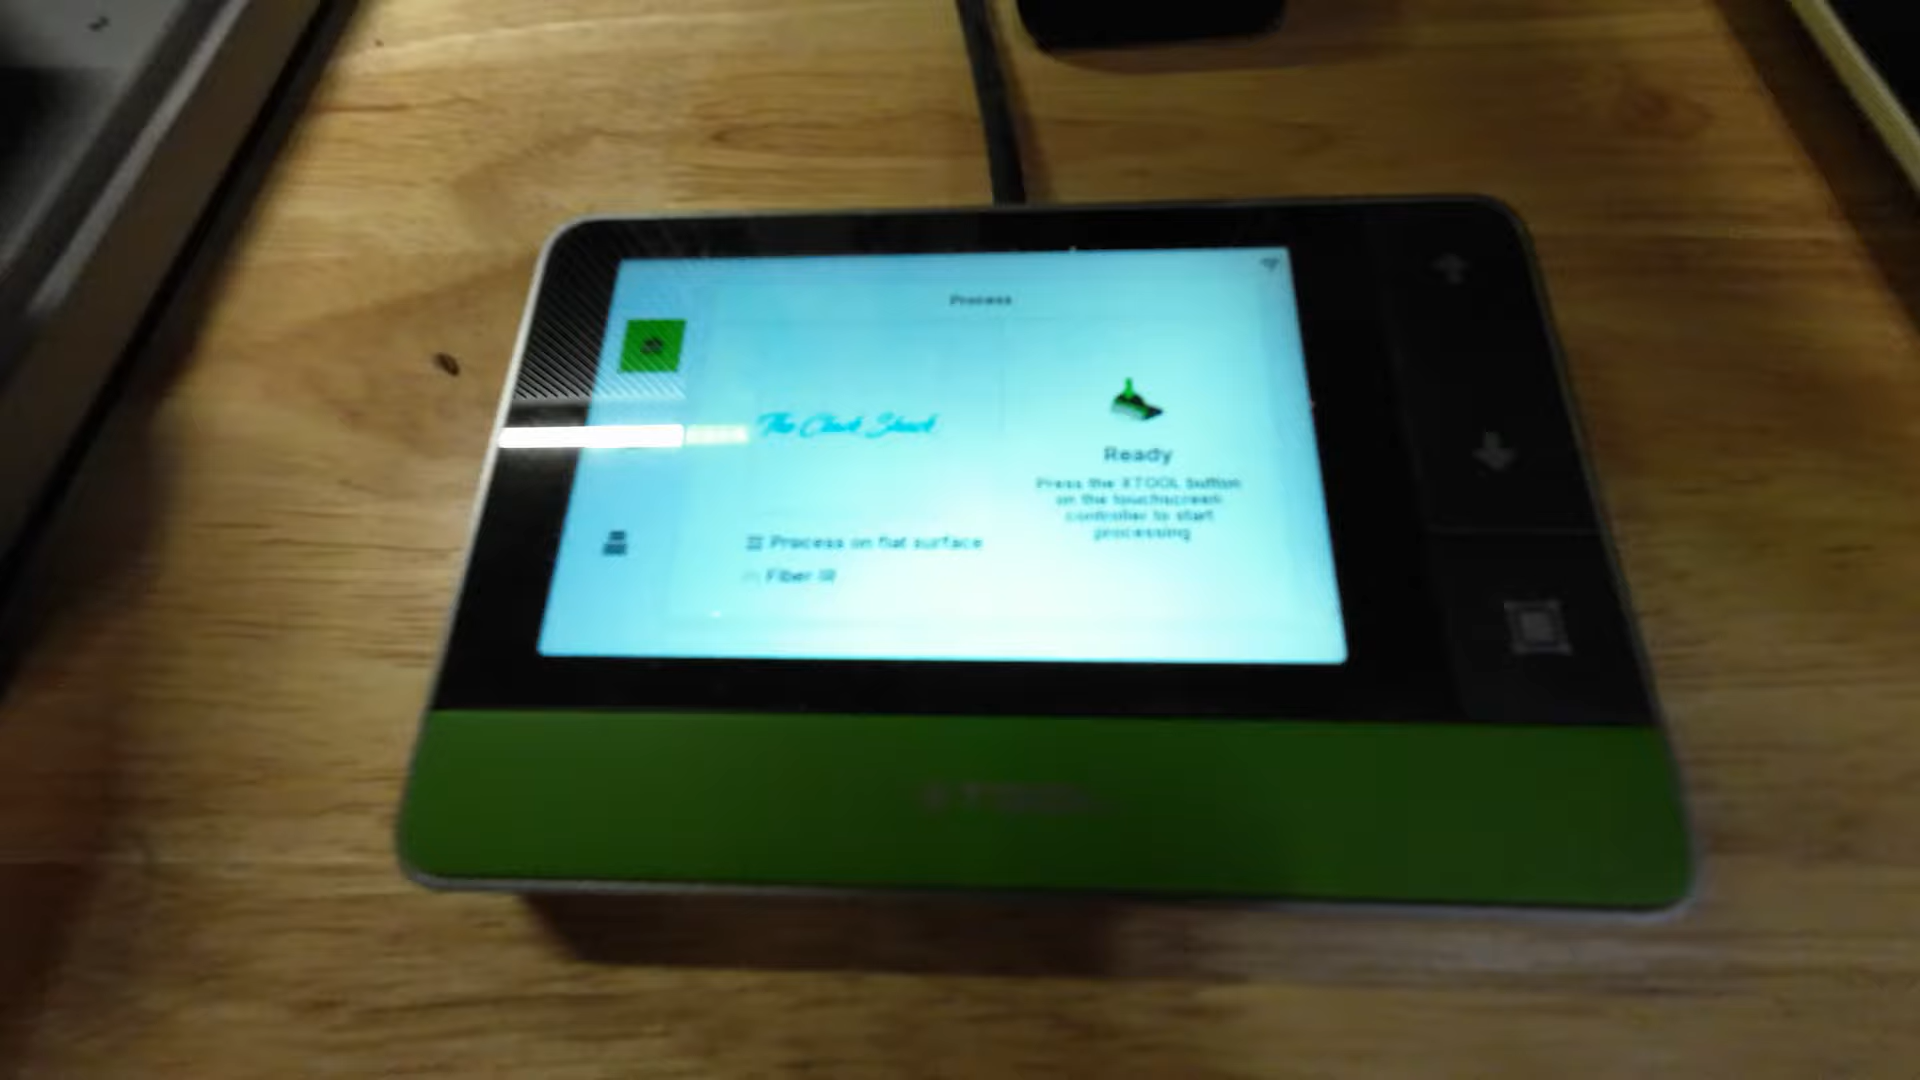 Process
The Clock Shack
Ready
Press the XTOOL button
on the touchscreen
controller to start
processing
Process on flat surface
Fiber IR
XTOOL